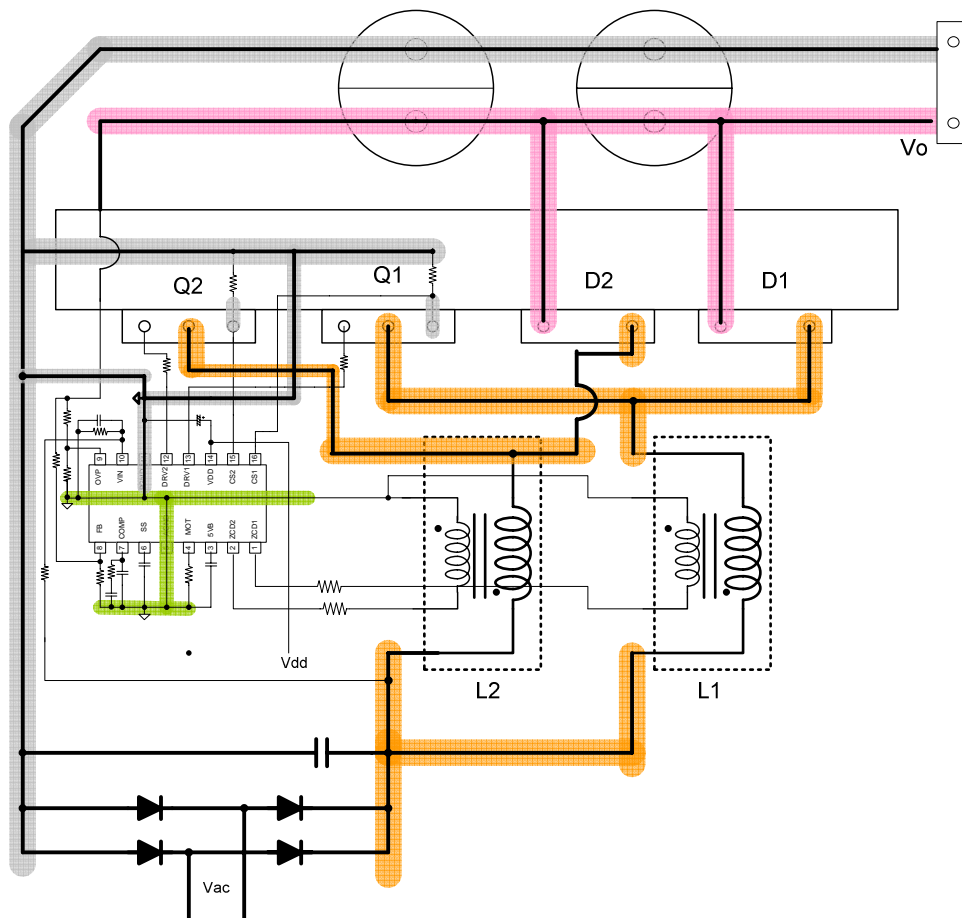 Vo
Q2
Q1
D2
D1
9
10
12
13
14
15
16
OVP
VIN
DRV2
DRV1
VDD
CS2
CS1
FB
COMP
SS
MOT
5VB
ZCD2
ZCD1
8
7
6
4
3
2
1
Vdd
L2
L1
Vac